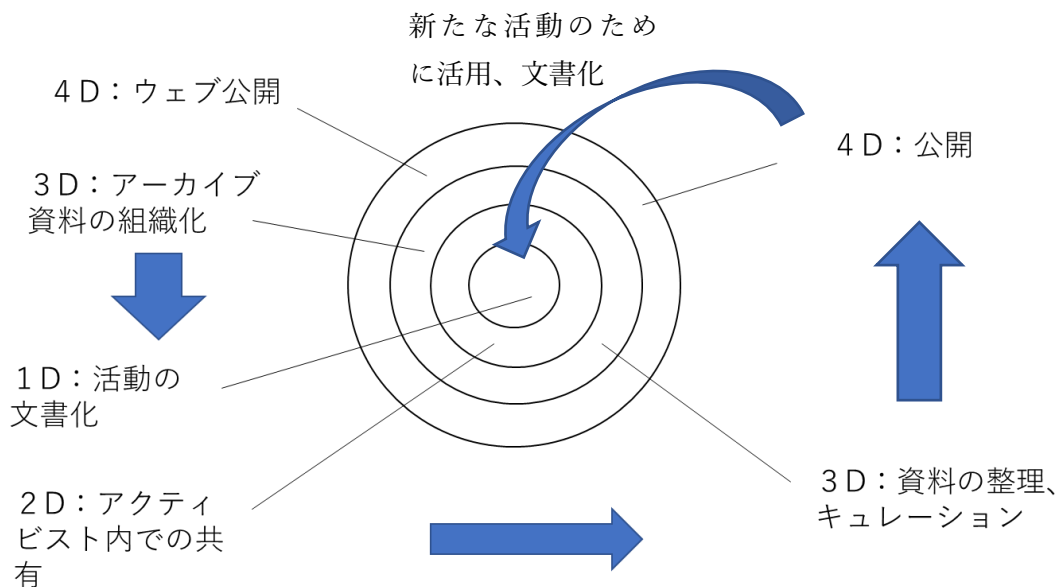 新たな活動のため
に活用、文書化
４Ｄ：ウェブ公開
４Ｄ：公開
３Ｄ：アーカイブ
資料の組織化
１Ｄ：活動の
文書化
２Ｄ：アクティ
ビスト内での共
有
３Ｄ：資料の整理、
キュレーション